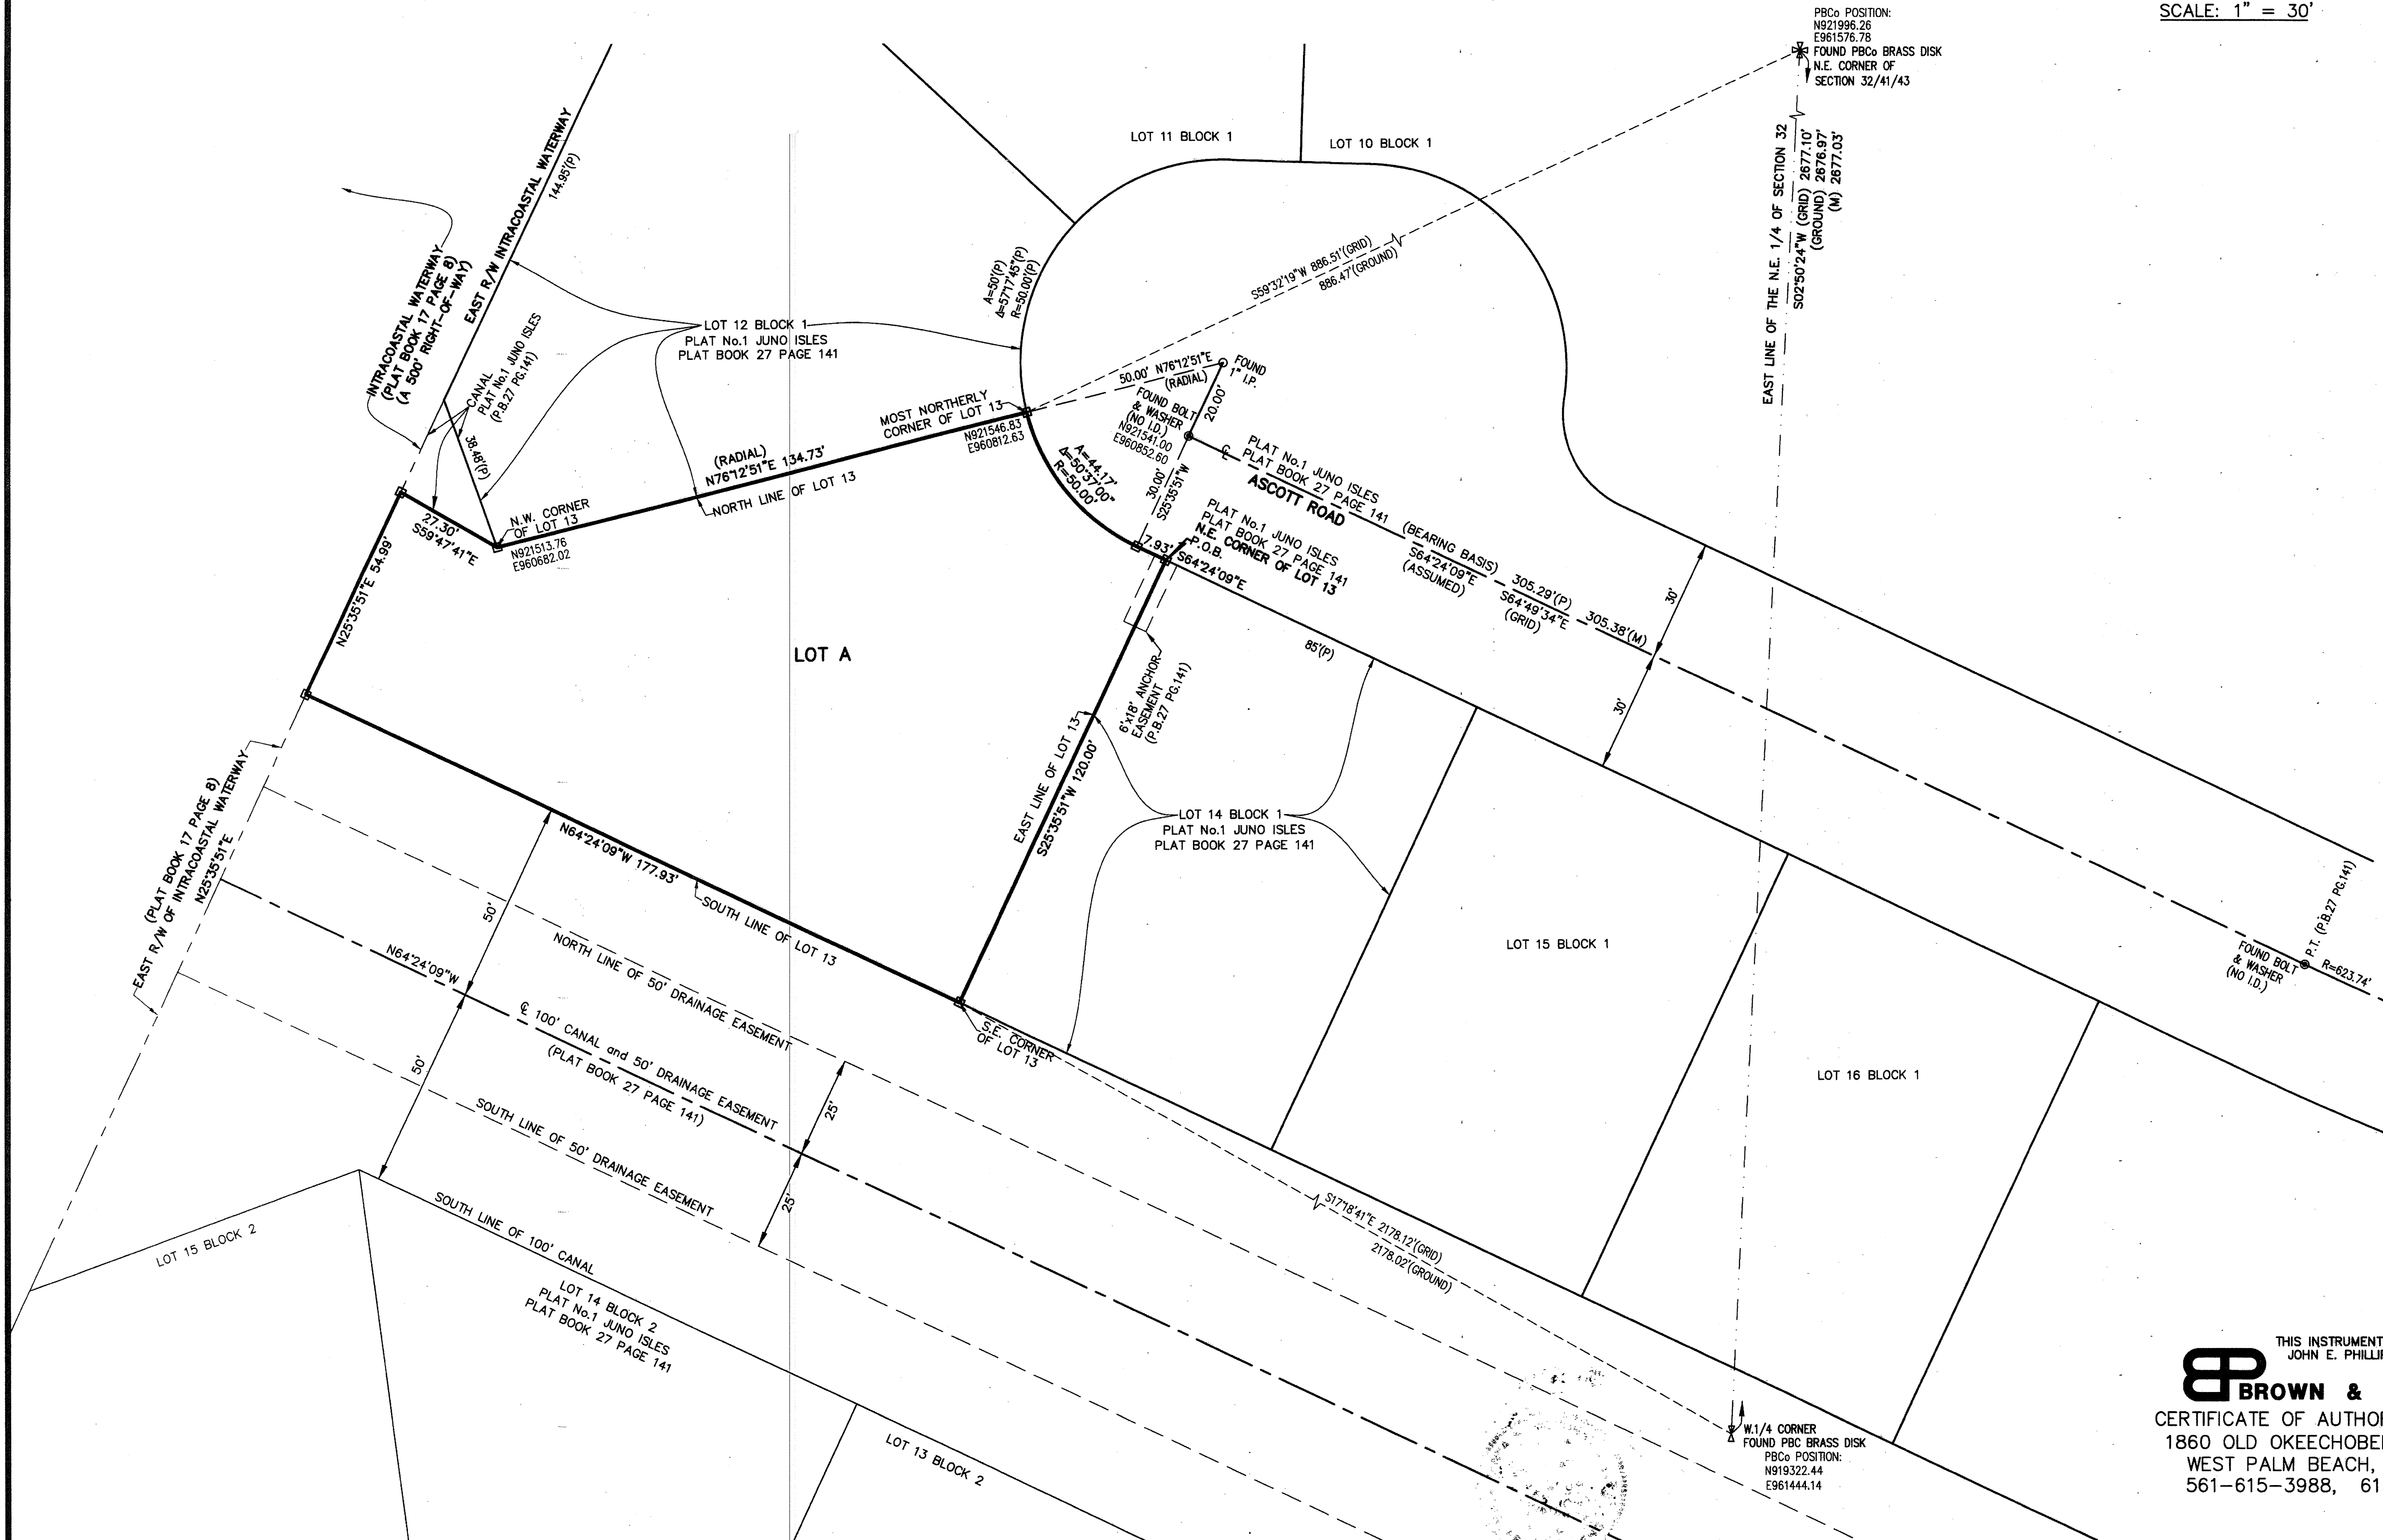 SCALE: 1" = 30'
PBCo POSITION:
N921996.26
E961576.78
FOUND PBCo BRASS DISK
N.E. CORNER OF
SECTION 32/41/43
EAST LINE OF THE N.E. 1/4 OF SECTION 32
S02°50'24"W (GRID) 2677.10'
(GROUND) 2676.97'
(M) 2677.03'
LOT 11 BLOCK 1
LOT 10 BLOCK 1
INTRACOASTAL WATERWAY
(PLAT BOOK 17 PAGE 8)
(A 500' RIGHT-OF-WAY)
EAST R/W INTRACOASTAL WATERWAY
144.95'(P)
CANAL
PLAT No.1 JUNO ISLES
(P.B.27 PG.141)
38.48'(P)
LOT 12 BLOCK 1
PLAT No.1 JUNO ISLES
PLAT BOOK 27 PAGE 141
A=50'(P)
Δ=57°17'45"(P)
R=50.00'(P)
S59°32'19"W 886.51'(GRID)
886.47'(GROUND)
50.00' N76°12'51"E
(RADIAL)
FOUND
1" I.P.
20.00'
FOUND BOLT
& WASHER
(NO I.D.)
N921541.00
E960852.60
MOST NORTHERLY
CORNER OF LOT 13
N921546.83
E960812.63
(RADIAL)
N76°12'51"E 134.73'
NORTH LINE OF LOT 13
A=44.17'
Δ=50°37'00"
R=50.00'
30.00'
S25°35'51"W
7.93' S64°24'09"E
PLAT No.1 JUNO ISLES
PLAT BOOK 27 PAGE 141
ASCOTT ROAD
PLAT No.1 JUNO ISLES
PLAT BOOK 27 PAGE 141
N.E. CORNER OF LOT 13
P.O.B.
(BEARING BASIS)
S64°24'09"E
(ASSUMED)
305.29'(P)
S64°49'34"E
(GRID)
305.38'(M)
30'
30'
N.W. CORNER
OF LOT 13
N921513.76
E960682.02
27.30'
S59°47'41"E
N25°35'51"E 54.99'
LOT A
85'(P)
6'x18' ANCHOR
EASEMENT
(P.B.27 PG.141)
EAST LINE OF LOT 13
S25°35'51"W 120.00'
LOT 14 BLOCK 1
PLAT No.1 JUNO ISLES
PLAT BOOK 27 PAGE 141
(PLAT BOOK 17 PAGE 8)
EAST R/W OF INTRACOASTAL WATERWAY
N25°35'51"E
N64°24'09"W 177.93'
SOUTH LINE OF LOT 13
50'
N64°24'09"W
NORTH LINE OF 50' DRAINAGE EASEMENT
℄ 100' CANAL and 50' DRAINAGE EASEMENT
(PLAT BOOK 27 PAGE 141)
50'
SOUTH LINE OF 50' DRAINAGE EASEMENT
25'
25'
S.E. CORNER
OF LOT 13
LOT 15 BLOCK 1
LOT 16 BLOCK 1
FOUND BOLT
& WASHER
(NO I.D.)
P.T. (P.B.27 PG.141)
R=623.74'
LOT 15 BLOCK 2
SOUTH LINE OF 100' CANAL
LOT 14 BLOCK 2
PLAT No.1 JUNO ISLES
PLAT BOOK 27 PAGE 141
LOT 13 BLOCK 2
S17°18'41"E 2178.12'(GRID)
2178.02'(GROUND)
W.1/4 CORNER
FOUND PBC BRASS DISK
PBCo POSITION:
N919322.44
E961444.14
THIS INSTRUMENT
JOHN E.
BP
BROWN &
CERTIFICATE OF
1860 OLD
WEST PALM BEACH,
561-615-3988, 61